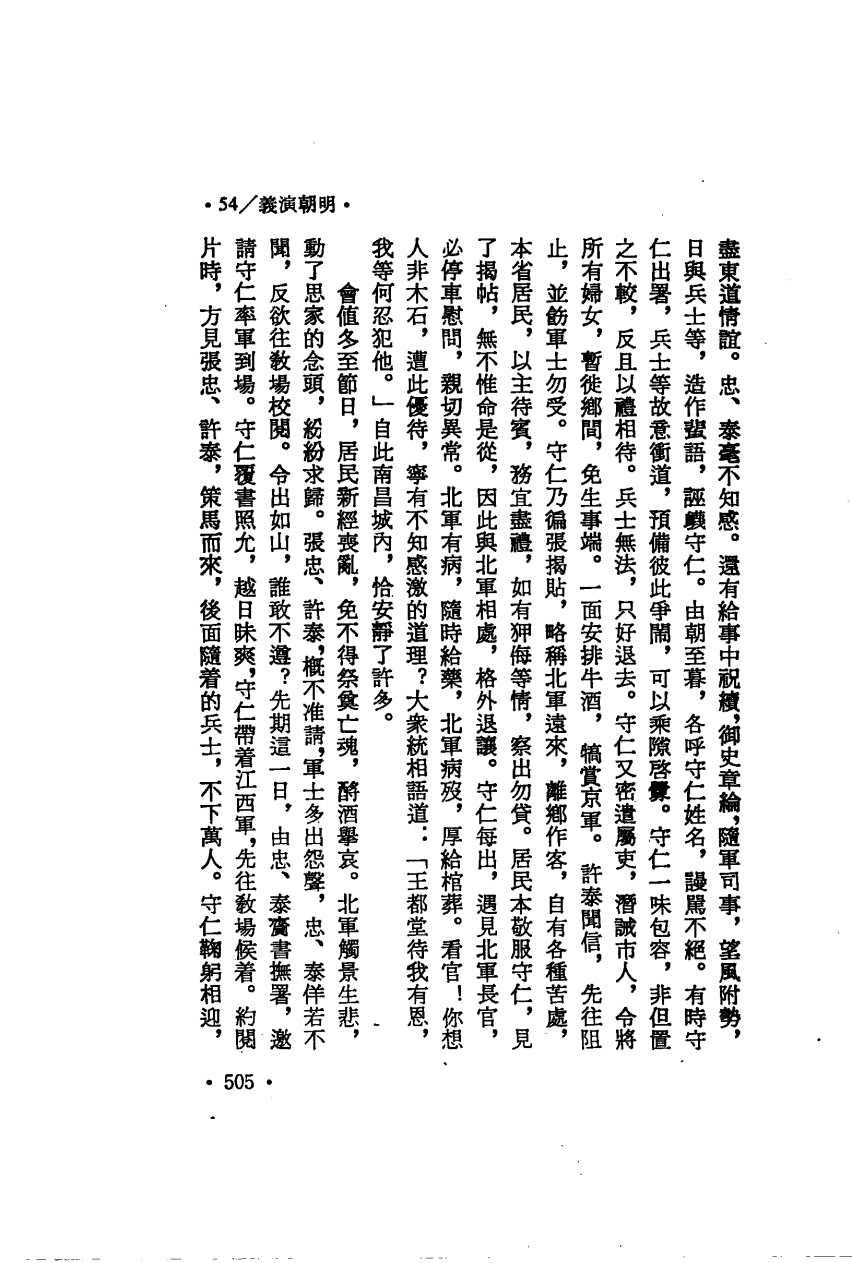 •54／義演朝明•
盡東道情誼。忠、泰毫不知感。還有給事中祝續，御史章綸，隨軍司事，望風附勢，
日與兵士等，造作蜚語，誣衊守仁。由朝至暮，各呼守仁姓名，謾駡不絕。有時守
仁出署，兵士等故意衝道，預備彼此爭鬧，可以乘隙啓釁。守仁一味包容，非但置
之不較，反且以禮相待。兵士無法，只好退去。守仁又密遣屬吏，潛誡市人，令將
所有婦女，暫徙鄉間，免生事端。一面安排牛酒，犒賞京軍。許泰聞信，先往阻
止，並飭軍士勿受。守仁乃徧張揭貼，略稱北軍遠來，離鄉作客，自有各種苦處，
本省居民，以主待賓，務宜盡禮，如有狎侮等情，察出勿貸。居民本敬服守仁，見
了揭帖，無不惟命是從，因此與北軍相處，格外退讓。守仁每出，遇見北軍長官，
必停車慰問，親切異常。北軍有病，隨時給藥，北軍病歿，厚給棺葬。看官！你想
人非木石，遭此優待，寧有不知感激的道理？大衆統相語道：「王都堂待我有恩，
我等何忍犯他。」自此南昌城內，恰安靜了許多。
會值冬至節日，居民新經喪亂，免不得祭奠亡魂，酹酒舉哀。北軍觸景生悲，
動了思家的念頭，紛紛求歸。張忠、許泰，概不准請，軍士多出怨聲，忠、泰佯若不
聞，反欲往敎場校閱。令出如山，誰敢不遵？先期這一日，由忠、泰賫書撫署，邀
請守仁率軍到場。守仁覆書照允，越日昧爽，守仁帶着江西軍，先往敎場候着。約閱
片時，方見張忠、許泰，策馬而來，後面隨着的兵士，不下萬人。守仁鞠躬相迎，
•505•